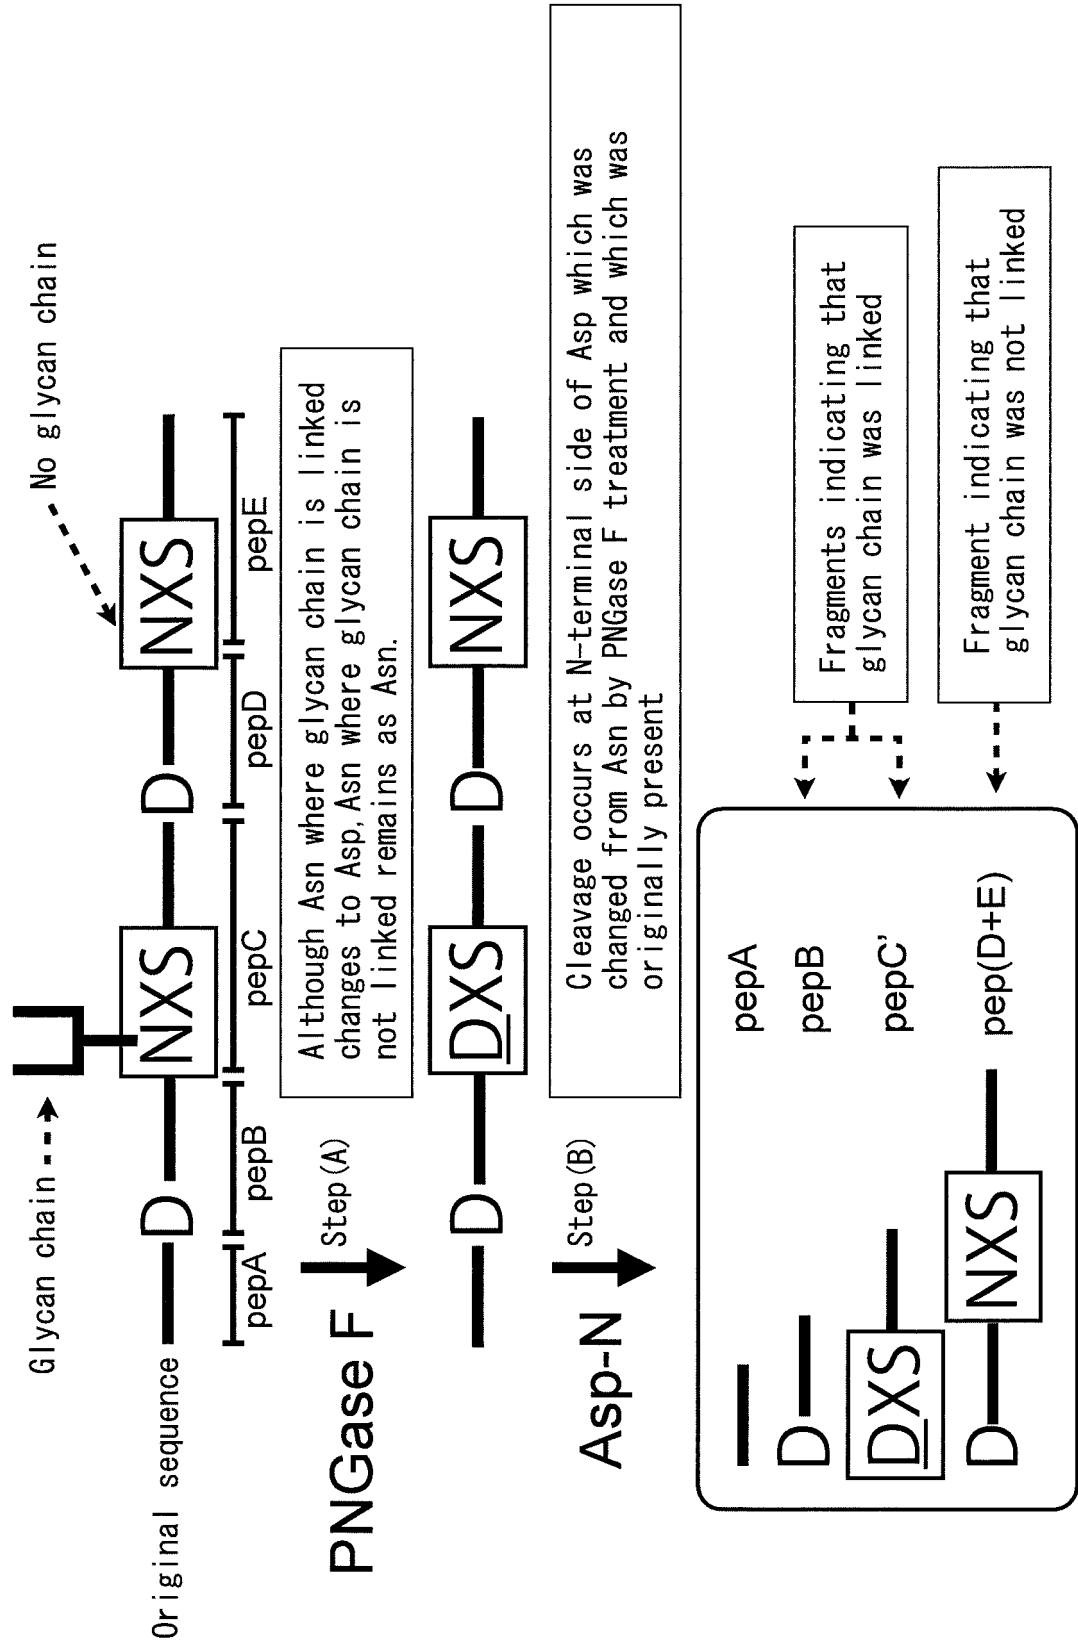 Glycan chain
No glycan chain
Original sequence
D
NXS
D
NXS
pepA
pepB
pepC
pepD
pepE
PNGase F
Step(A)
Although Asn where glycan chain is linked
changes to Asp, Asn where glycan chain is
not linked remains as Asn.
D
DXS
D
NXS
Asp-N
Step(B)
Cleavage occurs at N-terminal side of Asp which was
changed from Asn by PNGase F treatment and which was
originally present
pepA
D
pepB
DXS
pepC'
D
NXS
pep(D+E)
Fragments indicating that
glycan chain was linked
Fragment indicating that
glycan chain was not linked